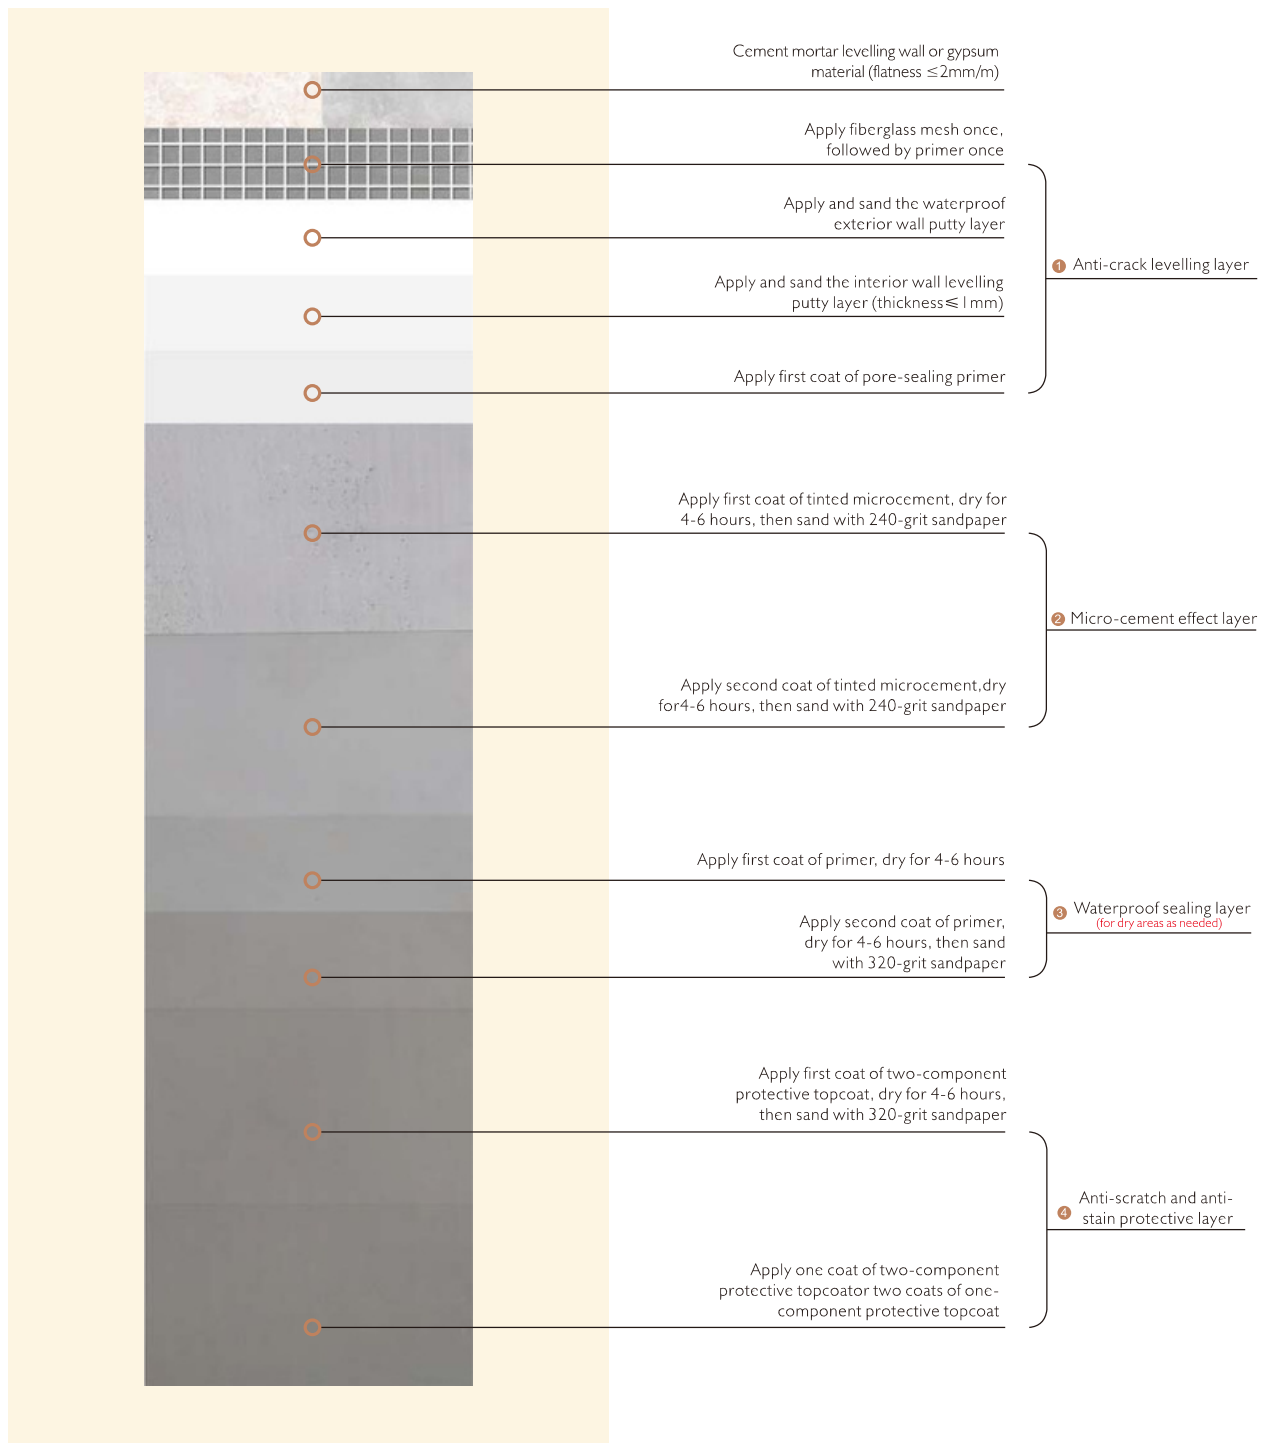 Cement mortar levelling wall or gypsum
material (flatness ≤2mm/m)
Apply fiberglass mesh once,
followed by primer once
Apply and sand the waterproof
exterior wall putty layer
1 Anti-crack levelling layer
Apply and sand the interior wall levelling
putty layer (thickness≤1mm)
Apply first coat of pore-sealing primer
Apply first coat of tinted microcement, dry for
4-6 hours, then sand with 240-grit sandpaper
2 Micro-cement effect layer
Apply second coat of tinted microcement,dry
for4-6 hours, then sand with 240-grit sandpaper
Apply first coat of primer, dry for 4-6 hours
3 Waterproof sealing layer
(for dry areas as needed)
Apply second coat of primer,
dry for 4-6 hours, then sand
with 320-grit sandpaper
Apply first coat of two-component
protective topcoat, dry for 4-6 hours,
then sand with 320-grit sandpaper
4 Anti-scratch and anti-
stain protective layer
Apply one coat of two-component
protective topcoator two coats of one-
component protective topcoat